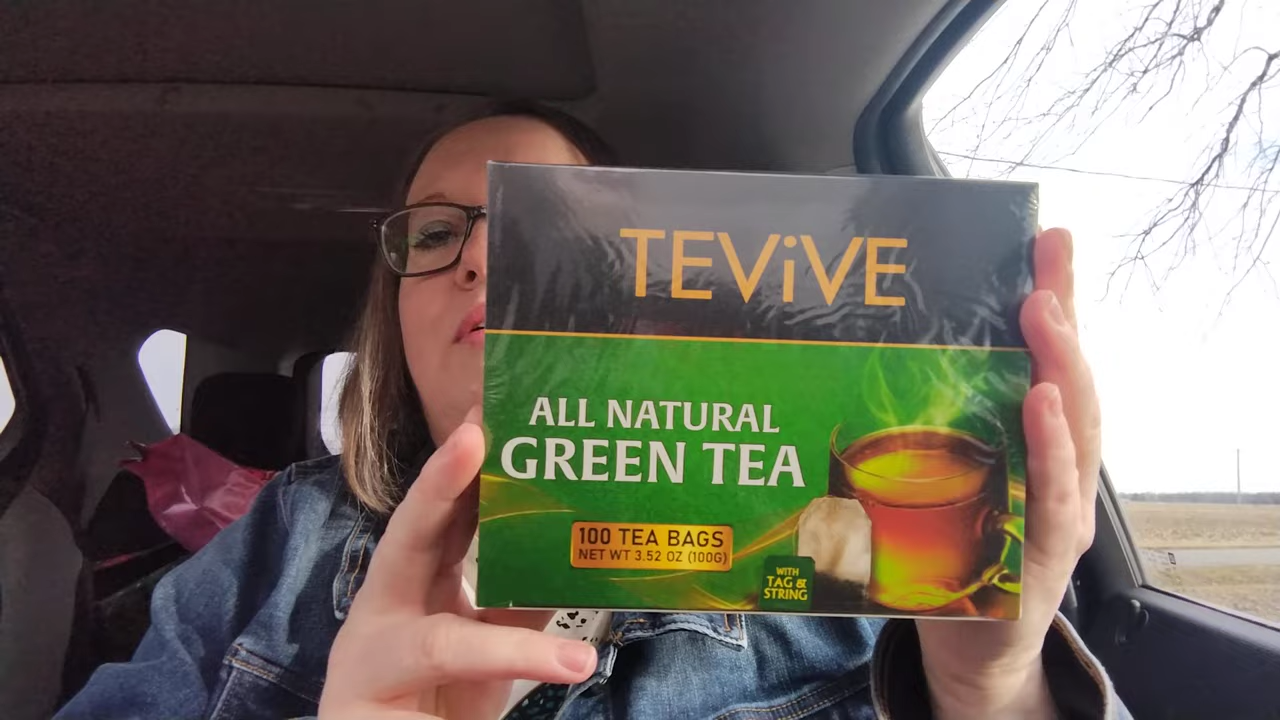 TEViVE
ALL NATURAL
GREEN TEA
100 TEA BAGS
NET WT 3.52 OZ (100G)
WITH
TAG &
STRING